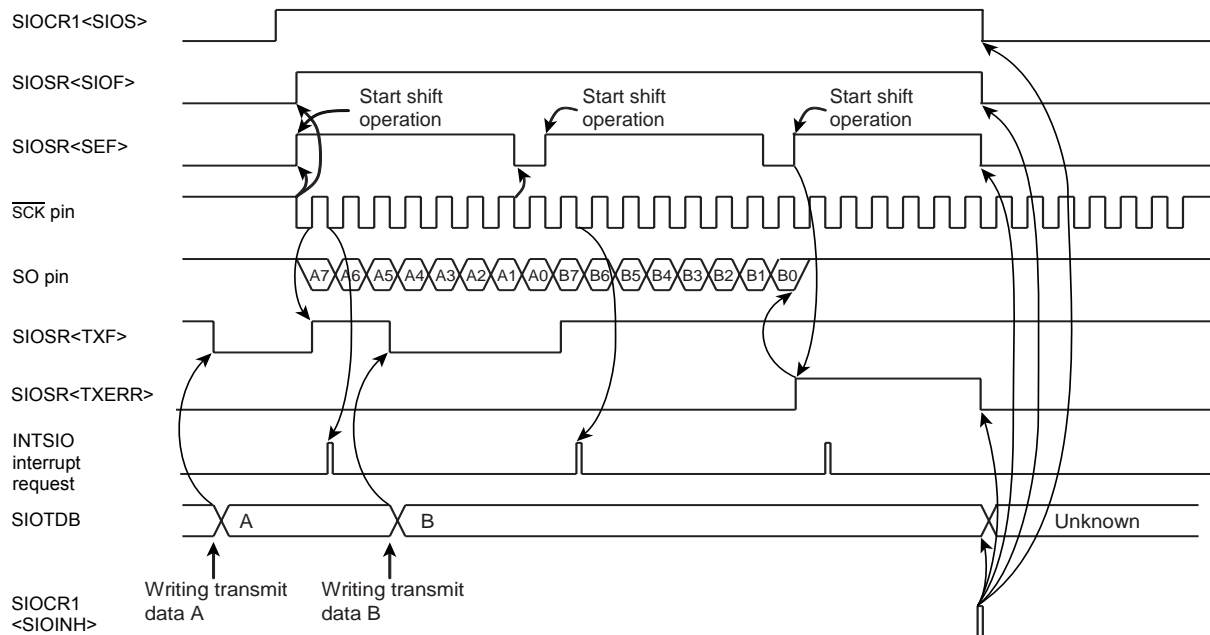 SIOCR1<SIOS>
SIOSR<SIOF>
Start shift
operation
Start shift
operation
Start shift
operation
SIOSR<SEF>
SCK pin
SO pin
A7 A6 A5 A4 A3 A2 A1 A0 B7 B6 B5 B4 B3 B2 B1 B0
SIOSR<TXF>
SIOSR<TXERR>
INTSIO
interrupt
request
SIOTDB
A
B
Unknown
Writing transmit
data A
Writing transmit
data B
SIOCR1
<SIOINH>